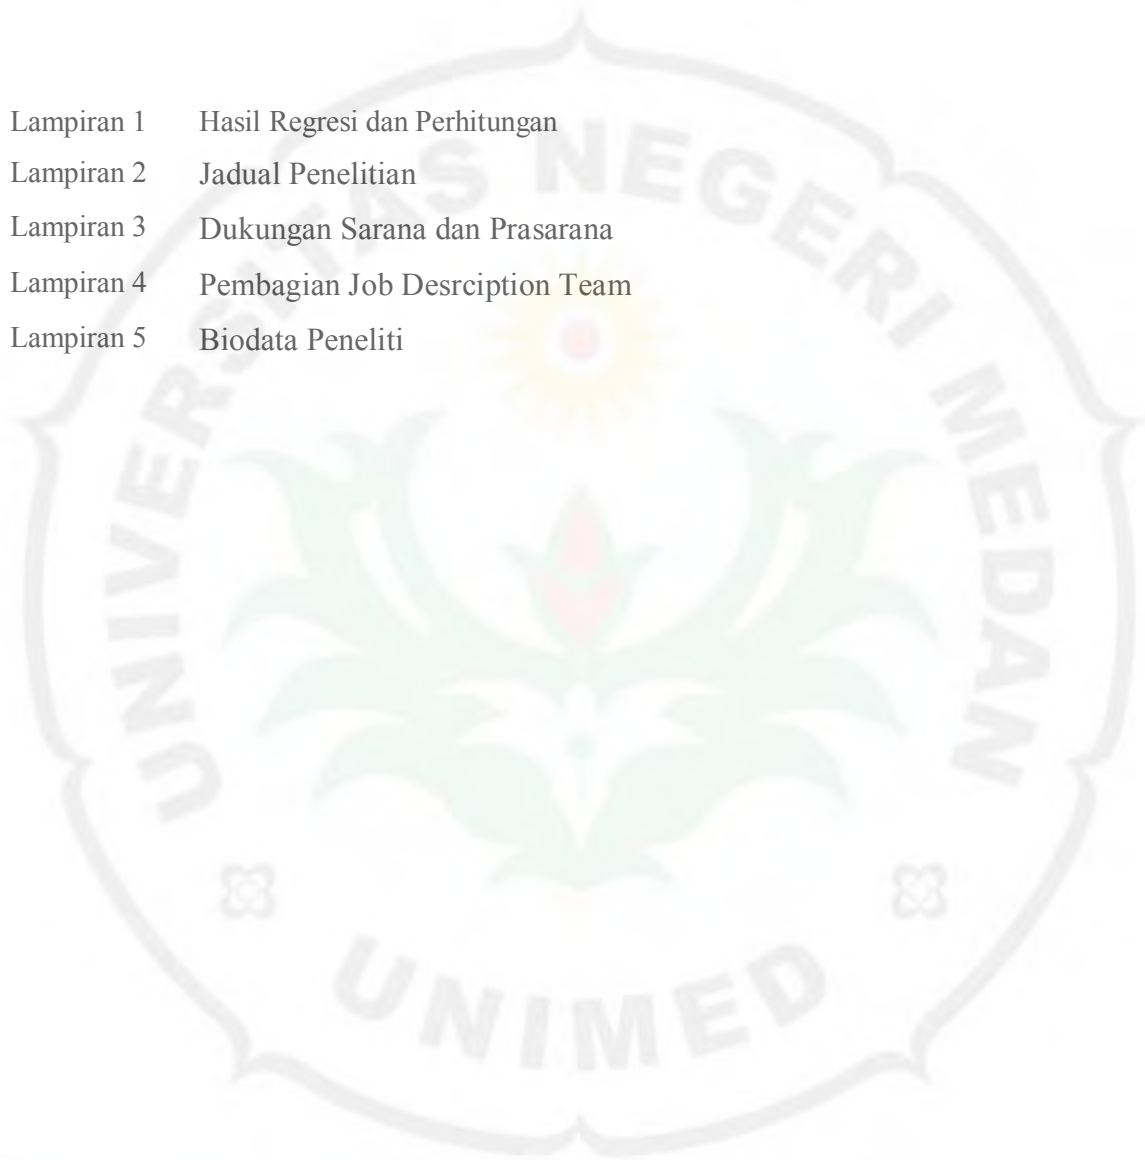 Lampiran 1 Hasil Regresi dan Perhitungan
Lampiran 2 Jadual Penelitian
Lampiran 3 Dukungan Sarana dan Prasarana
Lampiran 4 Pembagian Job Desrciption Team
Lampiran 5 Biodata Peneliti
UNIVERSITAS NEGERI MEDAN
UNIMED